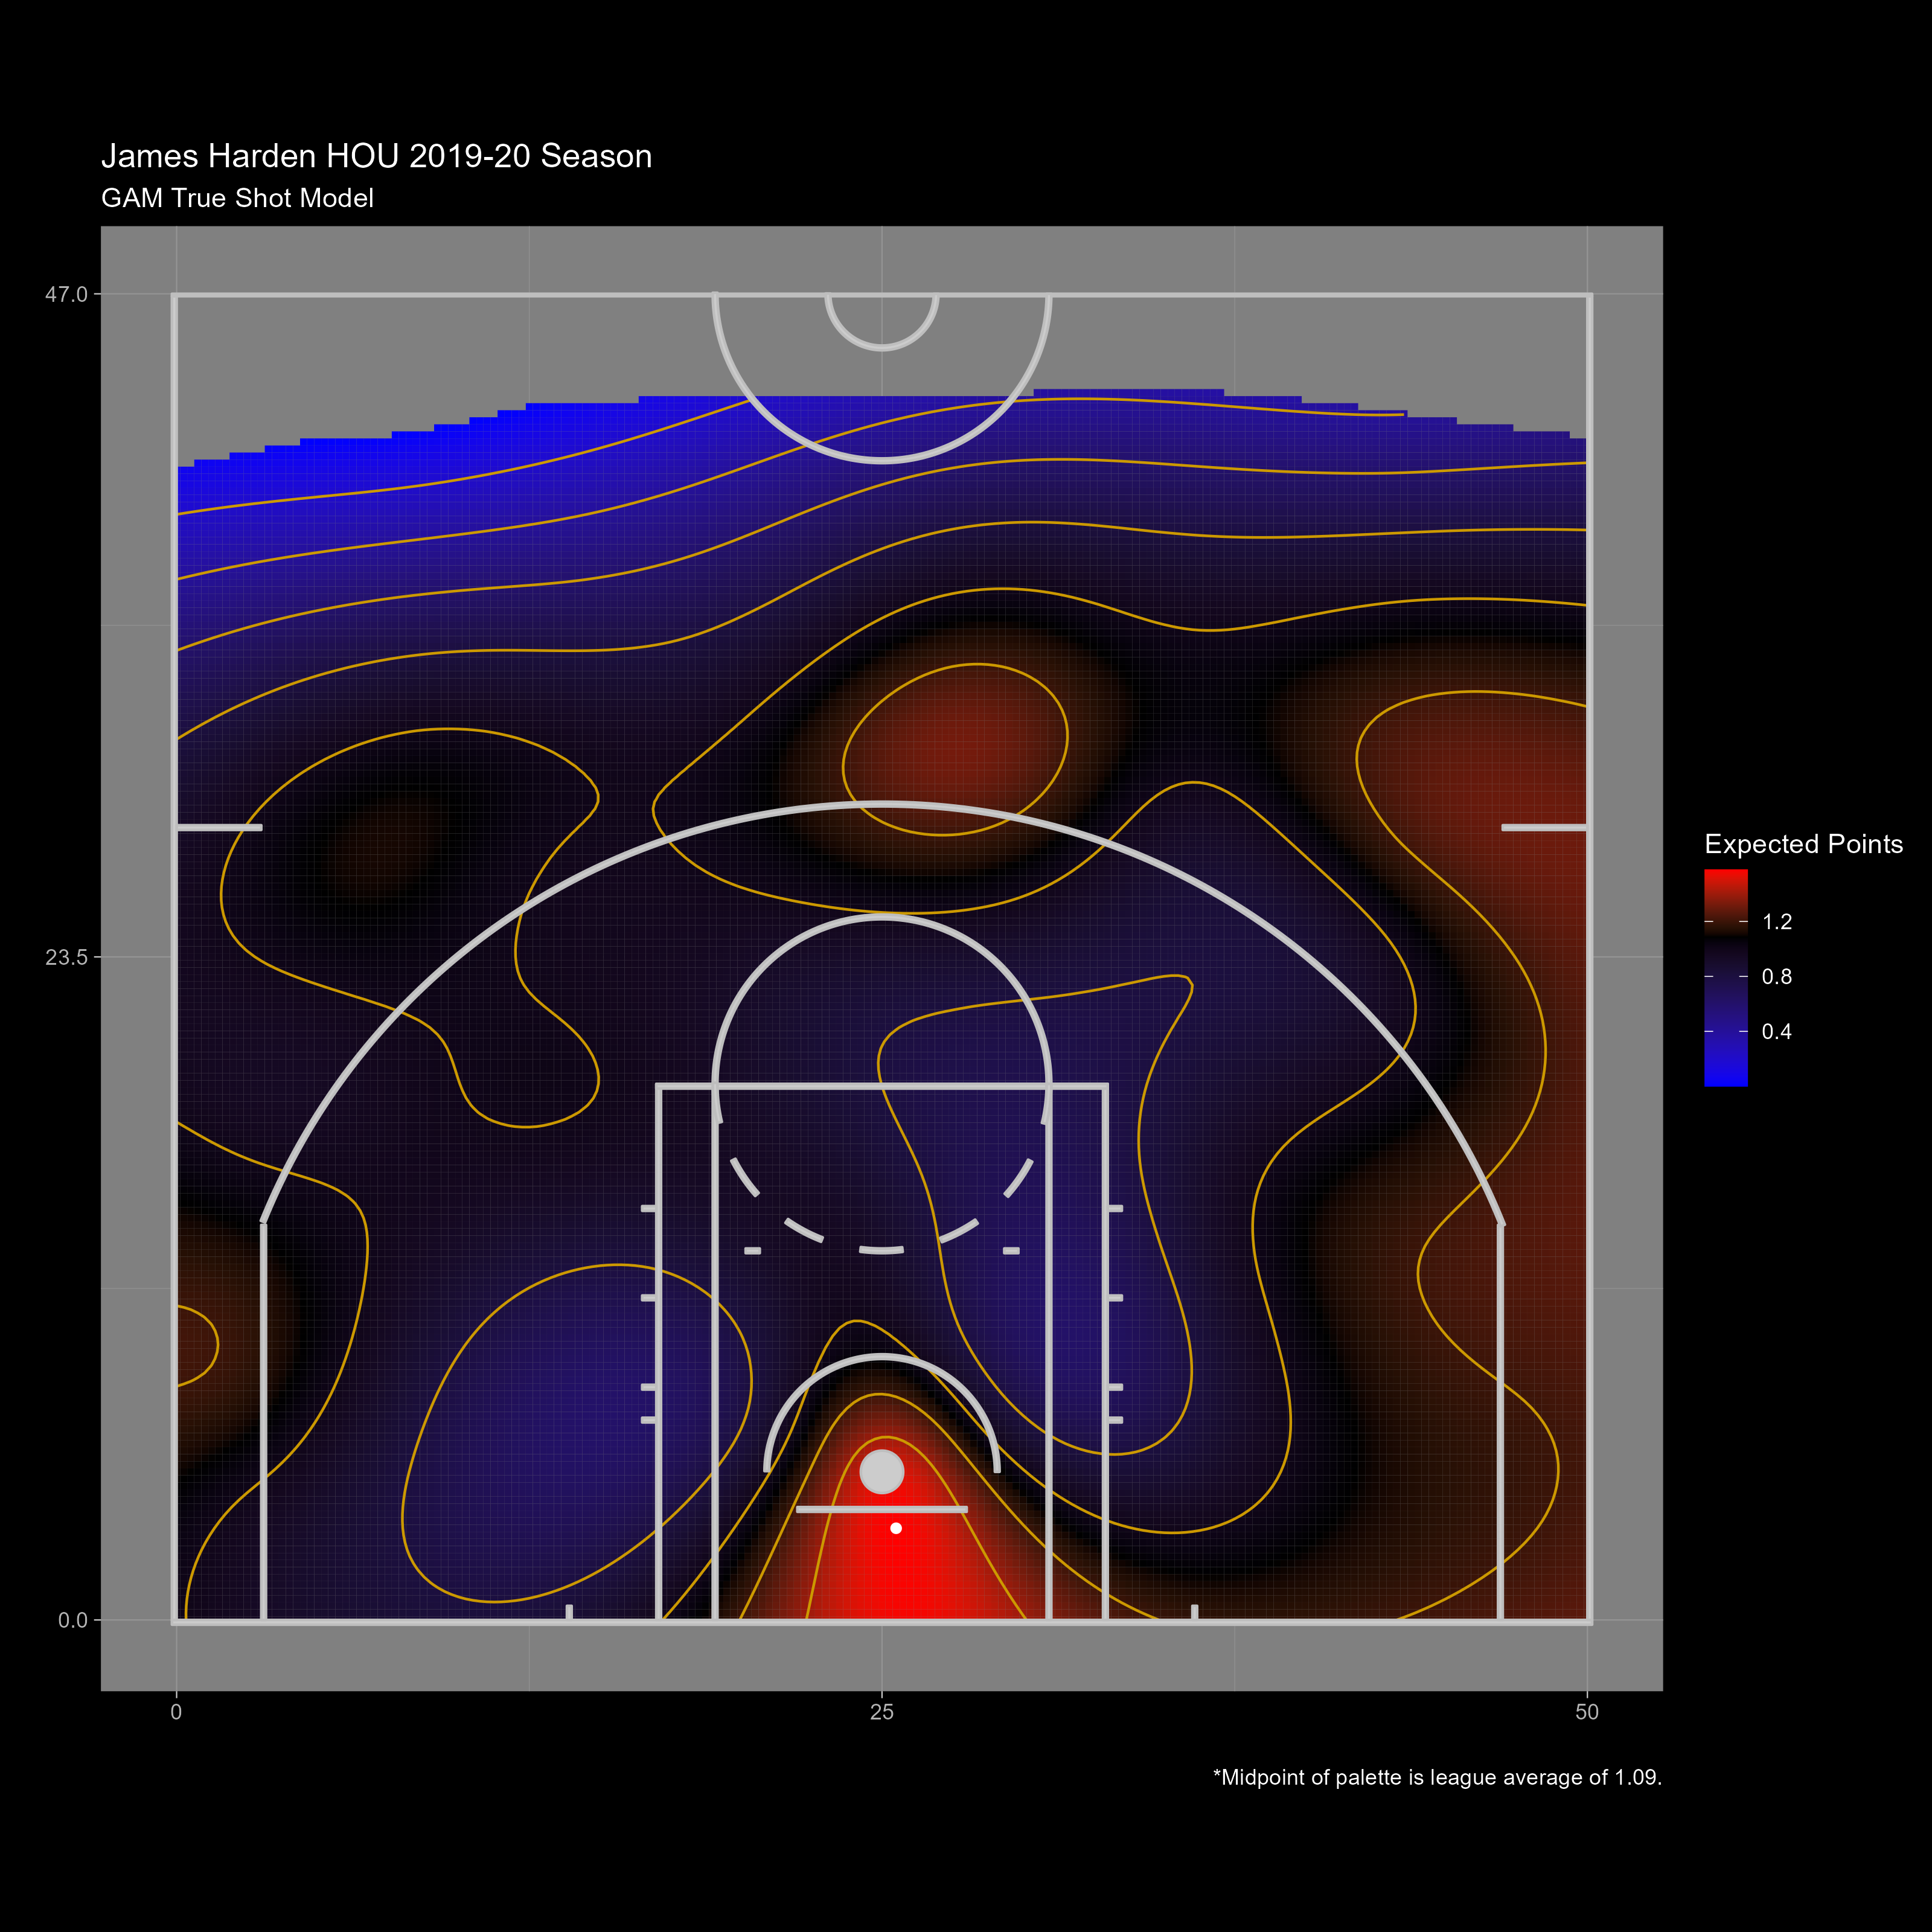 James Harden HOU 2019-20 Season
GAM True Shot Model
47.0
23.5
0.0
0
25
50
Expected Points
1.2
0.8
0.4
*Midpoint of palette is league average of 1.09.